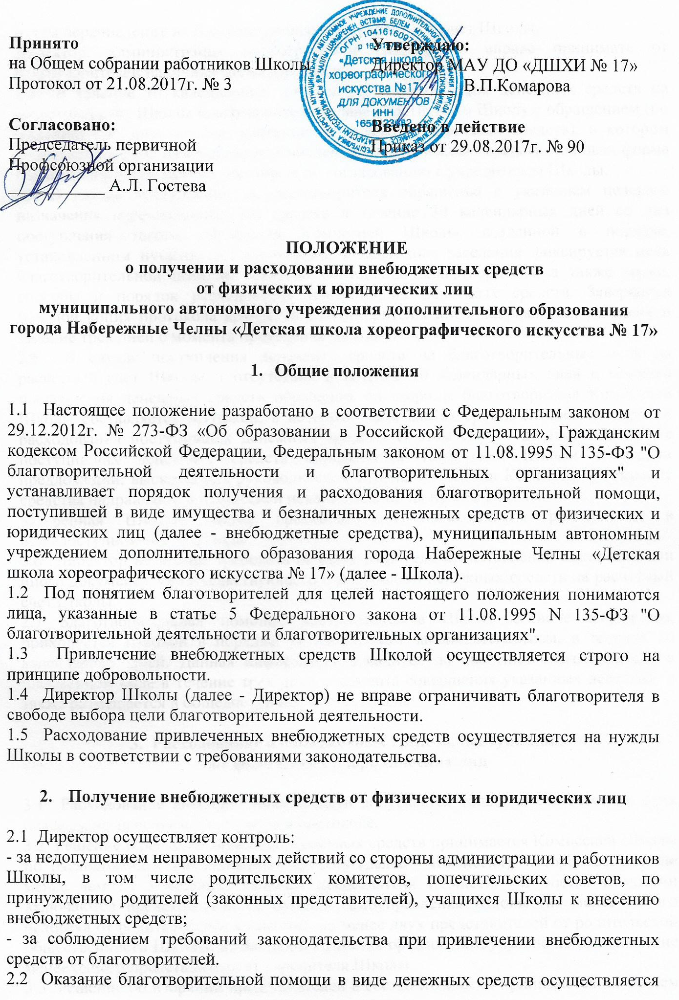 Принято
на Общем собрании работников Школы
Протокол от 21.08.2017г. № 3
Согласовано:
Председатель первичной
Профсоюзной организации
____________ А.Л. Гостева
Утверждаю:
Директор МАУ ДО «ДШХИ № 17»
В.П.Комарова
Введено в действие
Приказ от 29.08.2017г. № 90
«Детская школа
хореографического
искусства №17»
ДЛЯ ДОКУМЕНТОВ
ИНН
ПОЛОЖЕНИЕ
о получении и расходовании внебюджетных средств
от физических и юридических лиц
муниципального автономного учреждения дополнительного образования
города Набережные Челны «Детская школа хореографического искусства № 17»
1. Общие положения
1.1 Настоящее положение разработано в соответствии с Федеральным законом от
29.12.2012г. № 273-ФЗ «Об образовании в Российской Федерации», Гражданским
кодексом Российской Федерации, Федеральным законом от 11.08.1995 N 135-ФЗ "О
благотворительной деятельности и благотворительных организациях" и
устанавливает порядок получения и расходования благотворительной помощи,
поступившей в виде имущества и безналичных денежных средств от физических и
юридических лиц (далее - внебюджетные средства), муниципальным автономным
учреждением дополнительного образования города Набережные Челны «Детская
школа хореографического искусства № 17» (далее - Школа).
1.2 Под понятием благотворителей для целей настоящего положения понимаются
лица, указанные в статье 5 Федерального закона от 11.08.1995 N 135-ФЗ "О
благотворительной деятельности и благотворительных организациях".
1.3 Привлечение внебюджетных средств Школой осуществляется строго на
принципе добровольности.
1.4 Директор Школы (далее - Директор) не вправе ограничивать благотворителя в
свободе выбора цели благотворительной деятельности.
1.5 Расходование привлеченных внебюджетных средств осуществляется на нужды
Школы в соответствии с требованиями законодательства.
2. Получение внебюджетных средств от физических и юридических лиц
2.1 Директор осуществляет контроль:
- за недопущением неправомерных действий со стороны администрации и работников
Школы, в том числе родительских комитетов, попечительских советов, по
принуждению родителей (законных представителей), учащихся Школы к внесению
внебюджетных средств;
- за соблюдением требований законодательства при привлечении внебюджетных
средств от благотворителей.
2.2 Оказание благотворительной помощи в виде денежных средств осуществляется